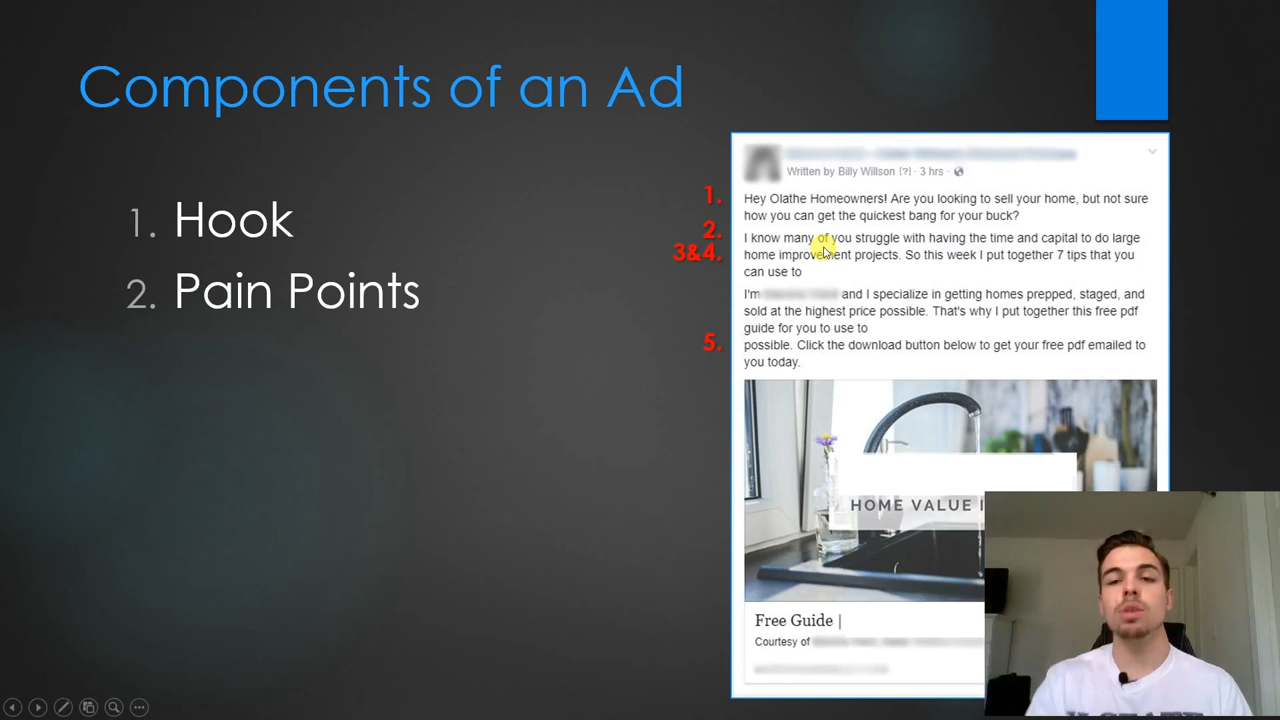 Components of an Ad
1. Hook
2. Pain Points
Written by Billy Willson [?] · 3 hrs ·
1.
Hey Olathe Homeowners! Are you looking to sell your home, but not sure
how you can get the quickest bang for your buck?
2.
I know many of you struggle with having the time and capital to do large
3&4.
home improvement projects. So this week I put together 7 tips that you
can use to
I'm and I specialize in getting homes prepped, staged, and
sold at the highest price possible. That's why I put together this free pdf
guide for you to use to
5.
possible. Click the download button below to get your free pdf emailed to
you today.
HOME VALUE
Free Guide |
Courtesy of